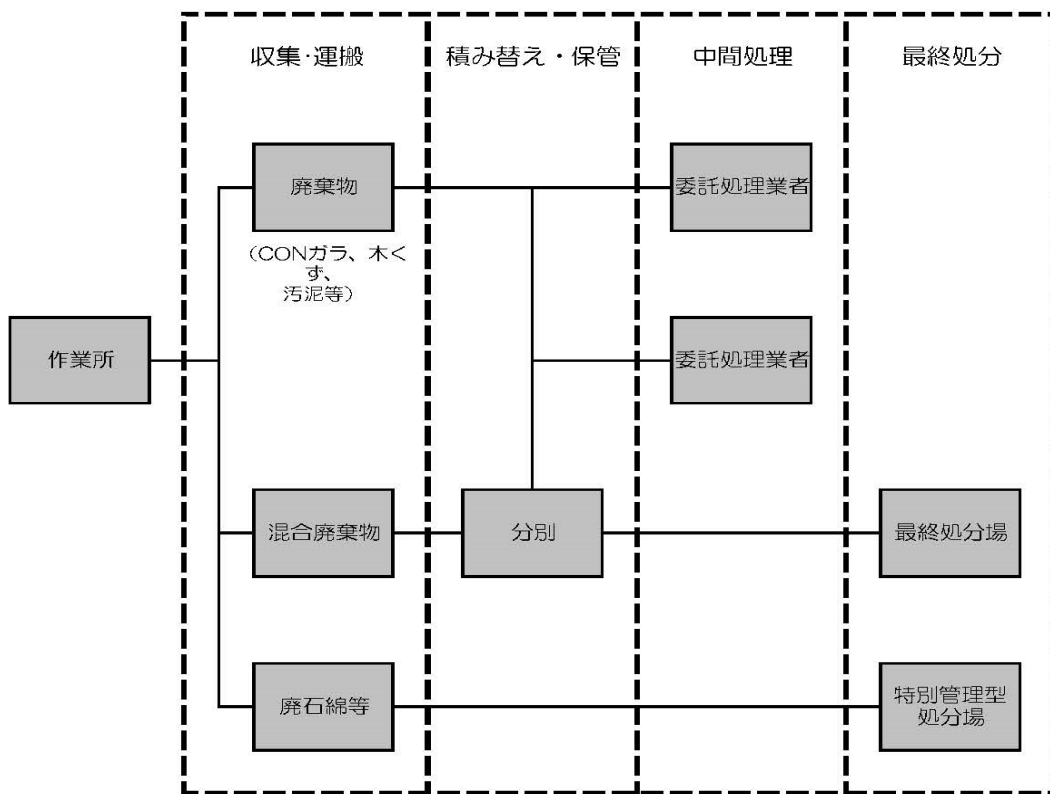 収集・運搬
積み替え・保管
中間処理
最終処分
廃棄物
委託処理業者
（CONガラ、木く
ず、
汚泥等）
作業所
委託処理業者
混合廃棄物
分別
最終処分場
廃石綿等
特別管理型
処分場